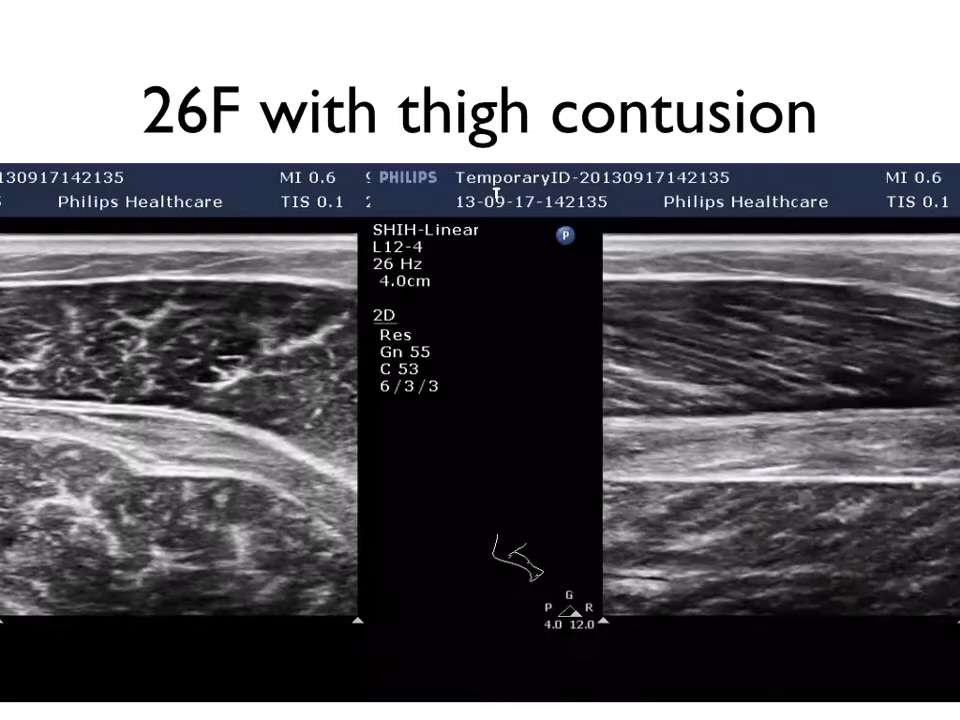 26F with thigh contusion
130917142135 MI 0.6
Philips Healthcare TIS 0.1
PHILIPS TemporaryID-20130917142135 MI 0.6
13-09-17-142135 Philips Healthcare TIS 0.1
SHIH-Linear
L12-4
26 Hz
4.0cm
2D
Res
Gn 55
C 53
6/3/3
P
G
P R
4.0 12.0